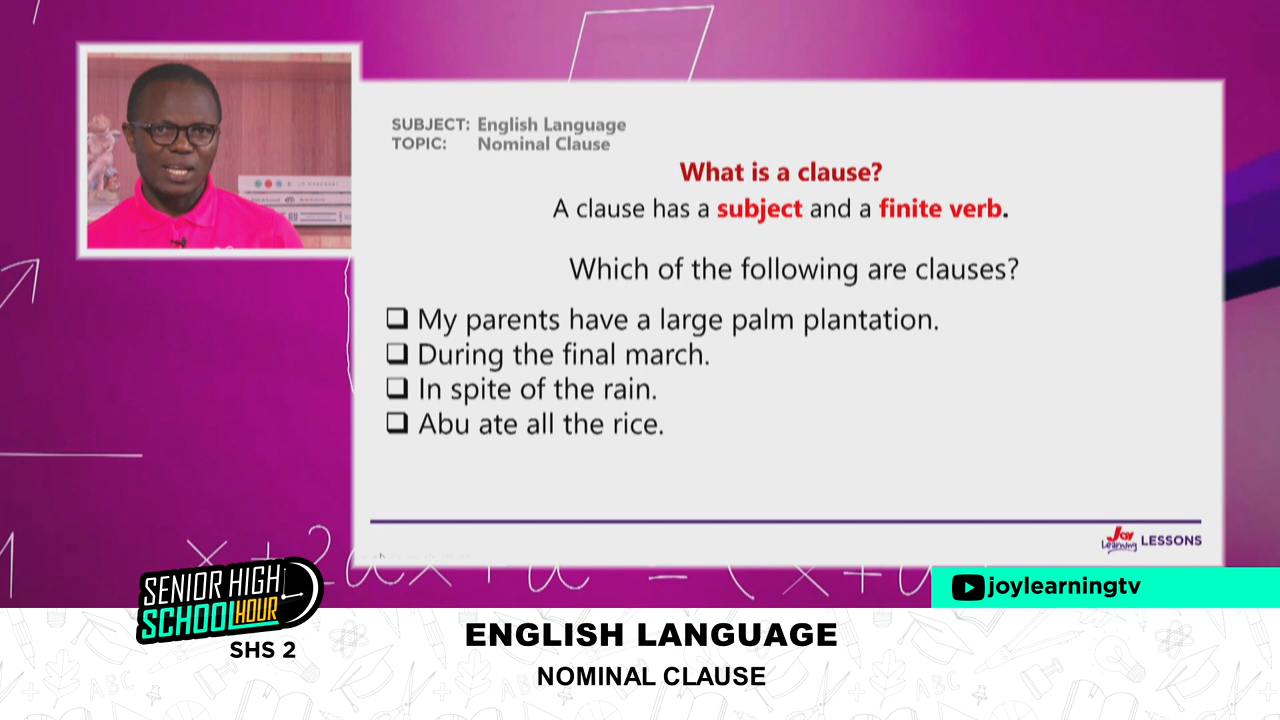 SUBJECT: English Language
TOPIC: Nominal Clause
What is a clause?
A clause has a subject and a finite verb.
Which of the following are clauses?
❑ My parents have a large palm plantation.
❑ During the final march.
❑ In spite of the rain.
❑ Abu ate all the rice.
Joy Learning LESSONS
joylearningtv
SENIOR HIGH
SCHOOL HOUR
SHS 2
ENGLISH LANGUAGE
NOMINAL CLAUSE